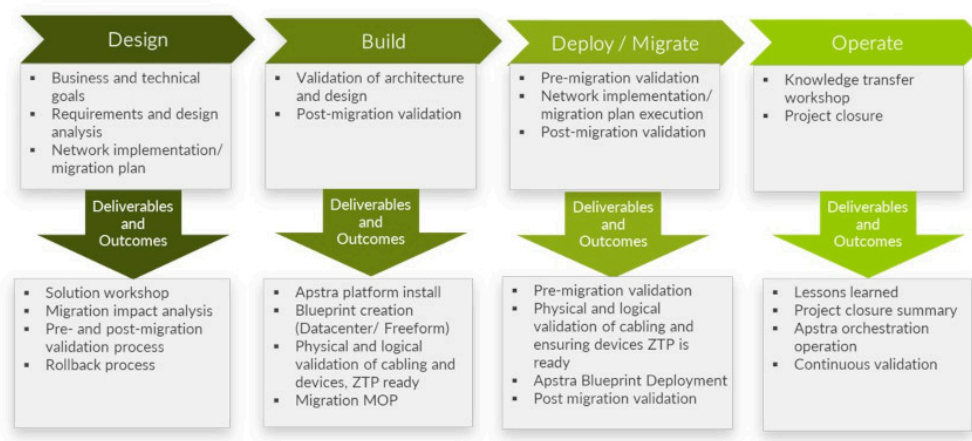 Design
▪ Business and technical
goals
▪ Requirements and design
analysis
▪ Network implementation/
migration plan
Deliverables
and
Outcomes
▪ Solution workshop
▪ Migration impact analysis
▪ Pre- and post-migration
validation process
▪ Rollback process
Build
▪ Validation of architecture
and design
▪ Post-migration validation
Deliverables
and
Outcomes
▪ Apstra platform install
▪ Blueprint creation
(Datacenter/ Freeform)
▪ Physical and logical
validation of cabling and
devices, ZTP ready
▪ Migration MOP
Deploy / Migrate
▪ Pre-migration validation
▪ Network implementation/
migration plan execution
▪ Post-migration validation
Deliverables
and
Outcomes
▪ Pre-migration validation
▪ Physical and logical
validation of cabling and
ensuring devices ZTP is
ready
▪ Apstra Blueprint Deployment
▪ Post migration validation
Operate
▪ Knowledge transfer
workshop
▪ Project closure
Deliverables
and
Outcomes
▪ Lessons learned
▪ Project closure summary
▪ Apstra orchestration
operation
▪ Continuous validation